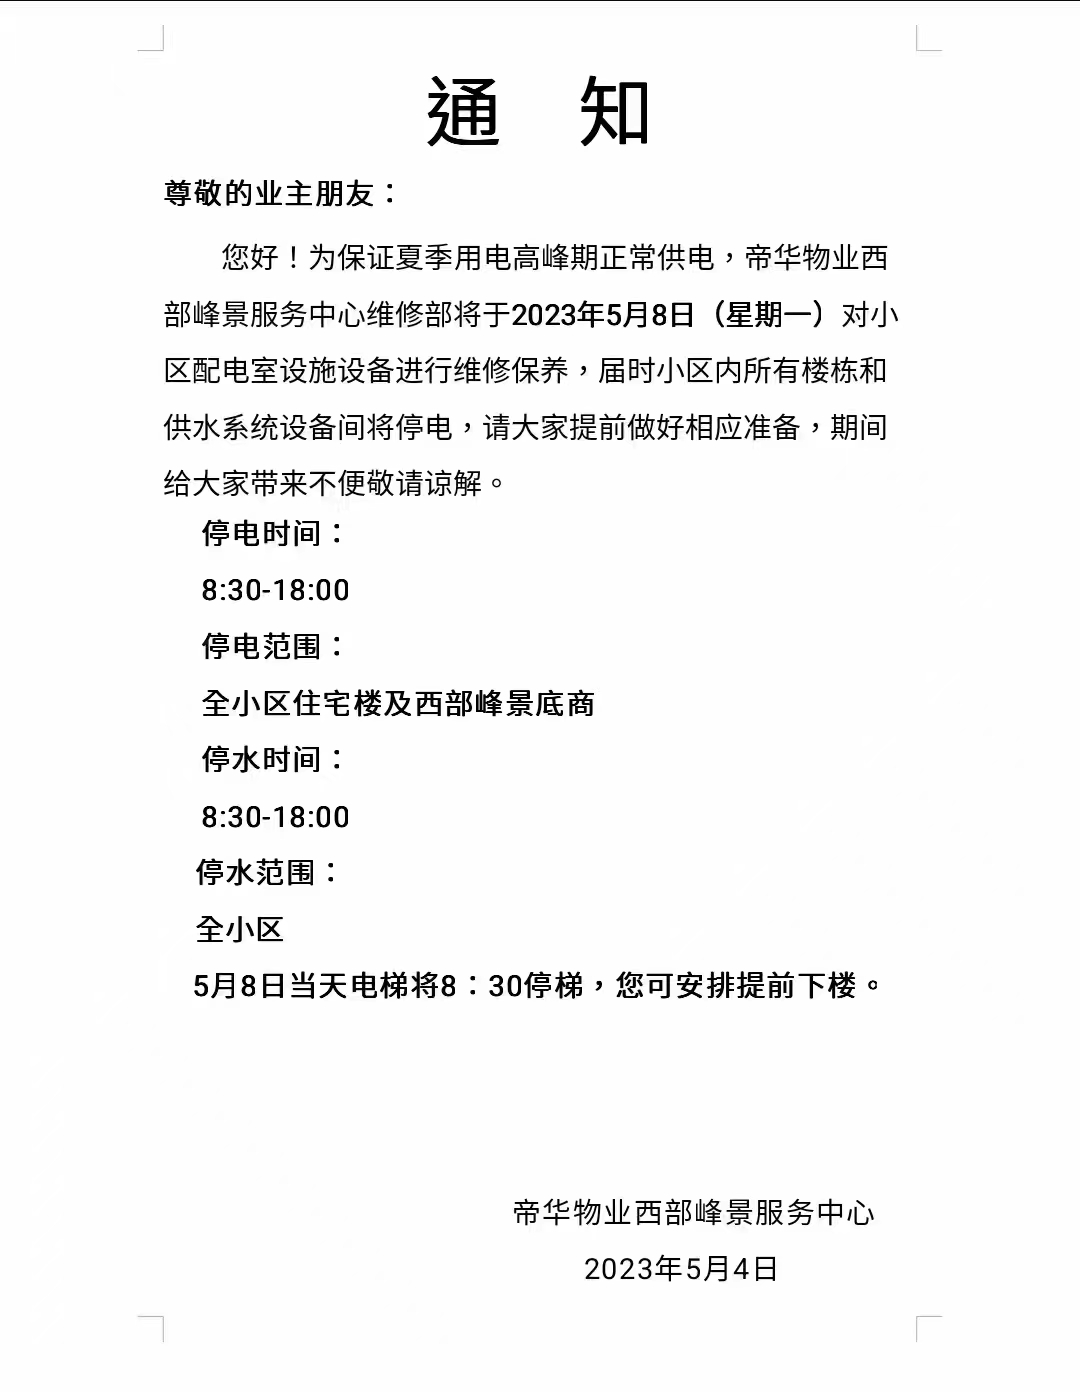 通 知
尊敬的业主朋友：
您好！为保证夏季用电高峰期正常供电，帝华物业西
部峰景服务中心维修部将于2023年5月8日（星期一）对小
区配电室设施设备进行维修保养，届时小区内所有楼栋和
供水系统设备间将停电，请大家提前做好相应准备，期间
给大家带来不便敬请谅解。
停电时间：
8:30-18:00
停电范围：
全小区住宅楼及西部峰景底商
停水时间：
8:30-18:00
停水范围：
全小区
5月8日当天电梯将8：30停梯，您可安排提前下楼。
帝华物业西部峰景服务中心
2023年5月4日